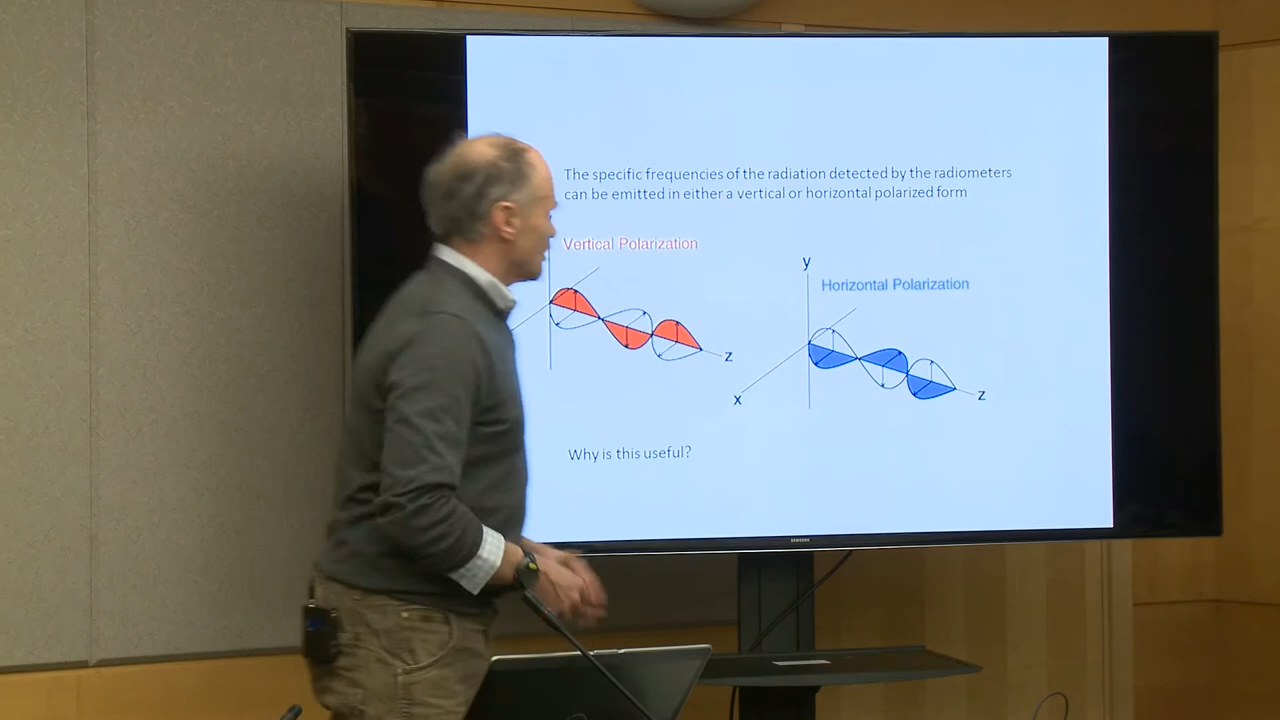 The specific frequencies of the radiation detected by the radiometers
can be emitted in either a vertical or horizontal polarized form
Vertical Polarization
z
y
Horizontal Polarization
x
z
Why is this useful?
SAMSUNG